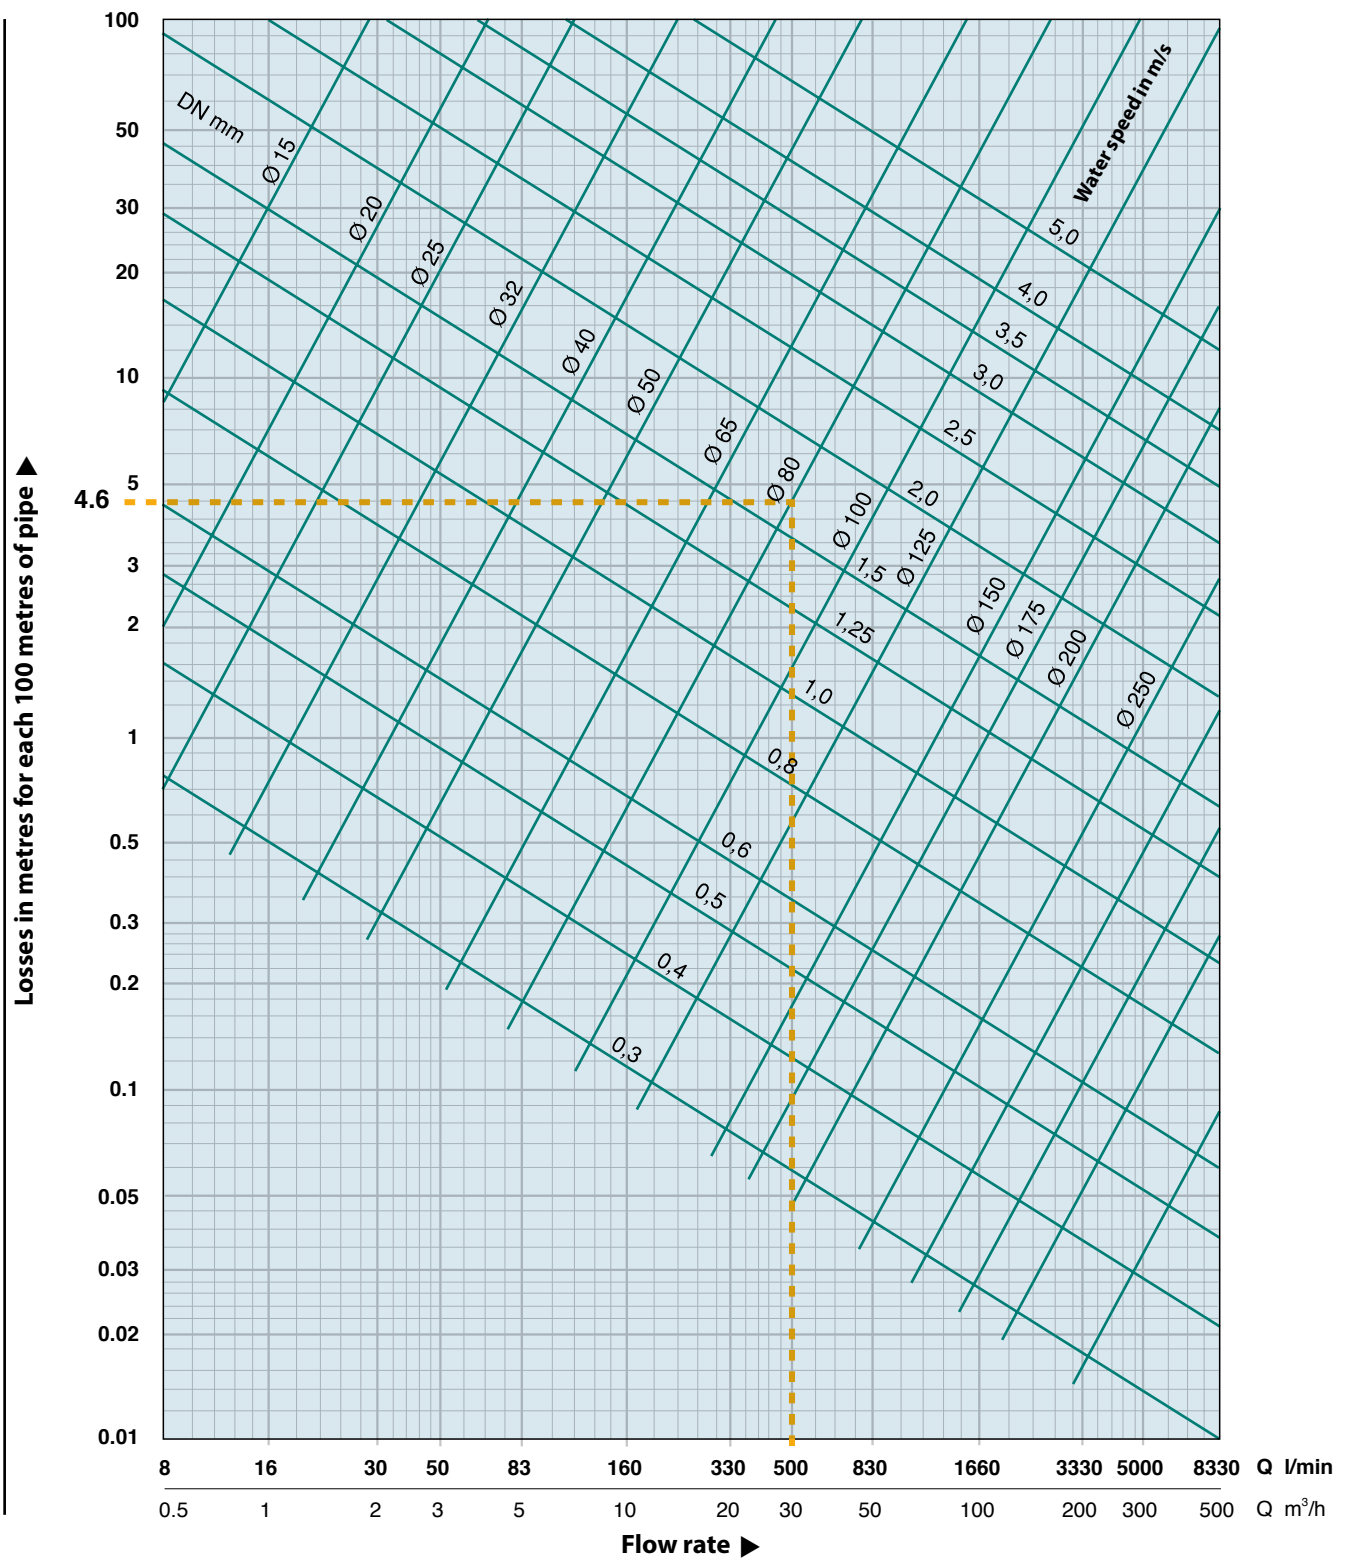 100
50
30
20
10
5
4.6
3
2
1
0.5
0.3
0.2
0.1
0.05
0.03
0.02
0.01
Losses in metres for each 100 metres of pipe ▶
DN mm
Ø 15
Ø 20
Ø 25
Ø 32
Ø 40
Ø 50
Ø 65
Ø 80
Ø 100
Ø 125
Ø 150
Ø 175
Ø 200
Ø 250
Water speed in m/s
5,0
4,0
3,5
3,0
2,5
2,0
1,5
1,25
1,0
0,8
0,6
0,5
0,4
0,3
8 16 30 50 83 160 330 500 830 1660 3330 5000 8330 Q l/min
0.5 1 2 3 5 10 20 30 50 100 200 300 500 Q m³/h
Flow rate ▶